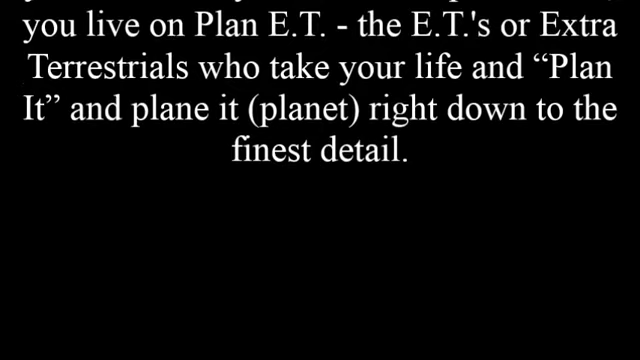 you live on Plan E.T. - the E.T.'s or Extra
Terrestrials who take your life and “Plan
It” and plane it (planet) right down to the
finest detail.